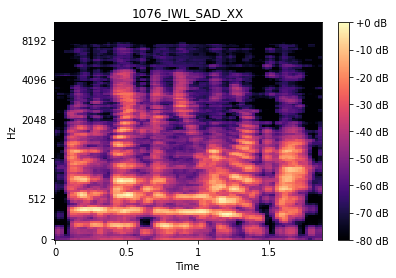 1076_IWL_SAD_XX
+0 dB
8192
-10 dB
4096
-20 dB
-30 dB
2048
Hz
-40 dB
1024
-50 dB
512
-60 dB
-70 dB
0
-80 dB
0
0.5
1
1.5
Time